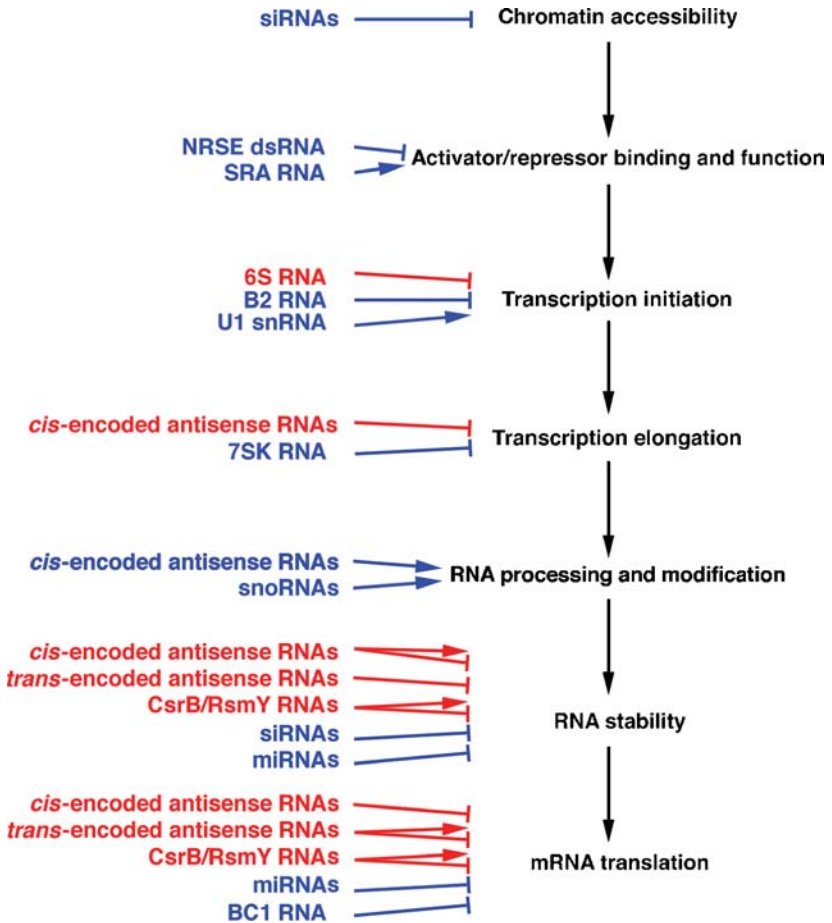 siRNAs
Chromatin accessibility
NRSE dsRNA
SRA RNA
Activator/repressor binding and function
6S RNA
B2 RNA
U1 snRNA
Transcription initiation
cis-encoded antisense RNAs
7SK RNA
Transcription elongation
cis-encoded antisense RNAs
snoRNAs
RNA processing and modification
cis-encoded antisense RNAs
trans-encoded antisense RNAs
CsrB/RsmY RNAs
siRNAs
miRNAs
RNA stability
cis-encoded antisense RNAs
trans-encoded antisense RNAs
CsrB/RsmY RNAs
miRNAs
BC1 RNA
mRNA translation